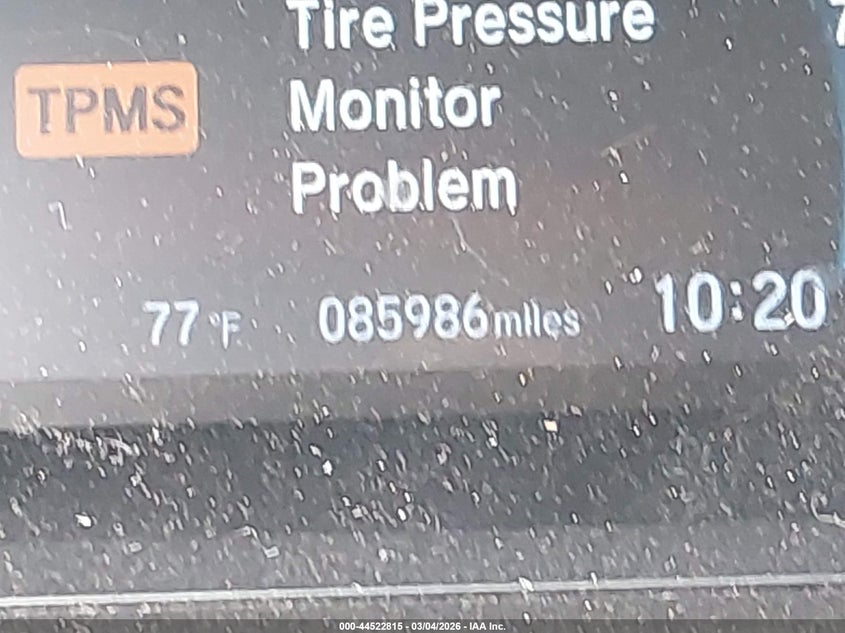 Tire Pressure
TPMS
Monitor
Problem
77°F
085986miles
10:20
000-44522815 - 03/04/2026 - IAA Inc.